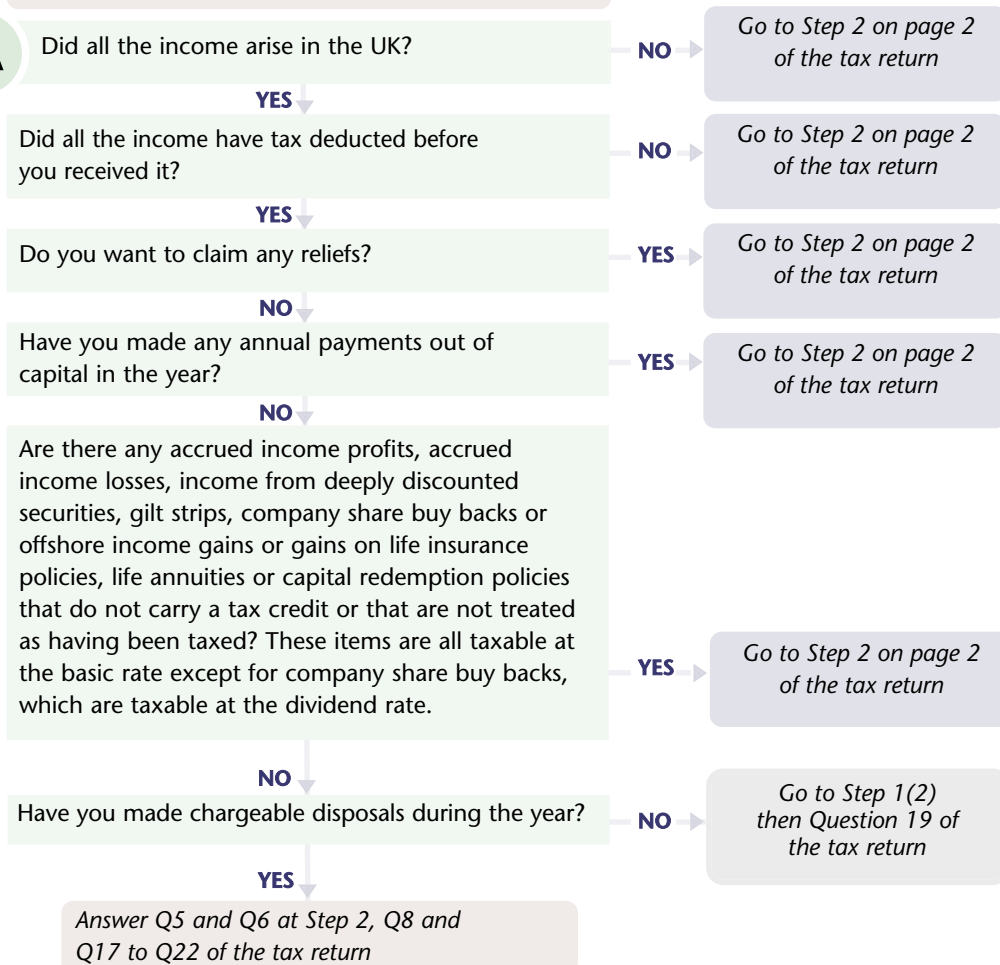 A
Did all the income arise in the UK?
NO
Go to Step 2 on page 2
of the tax return
YES
Did all the income have tax deducted before
you received it?
NO
Go to Step 2 on page 2
of the tax return
YES
Do you want to claim any reliefs?
YES
Go to Step 2 on page 2
of the tax return
NO
Have you made any annual payments out of
capital in the year?
YES
Go to Step 2 on page 2
of the tax return
NO
Are there any accrued income profits, accrued
income losses, income from deeply discounted
securities, gilt strips, company share buy backs or
offshore income gains or gains on life insurance
policies, life annuities or capital redemption policies
that do not carry a tax credit or that are not treated
as having been taxed? These items are all taxable at
the basic rate except for company share buy backs,
which are taxable at the dividend rate.
YES
Go to Step 2 on page 2
of the tax return
NO
Have you made chargeable disposals during the year?
NO
Go to Step 1(2)
then Question 19 of
the tax return
YES
Answer Q5 and Q6 at Step 2, Q8 and
Q17 to Q22 of the tax return